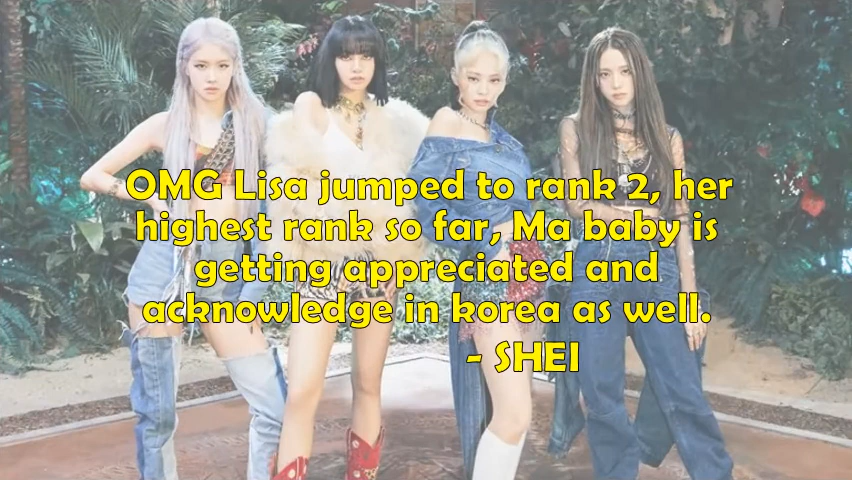 OMG Lisa jumped to rank 2, her
highest rank so far, Ma baby is
getting appreciated and
acknowledge in korea as well.
- SHEI